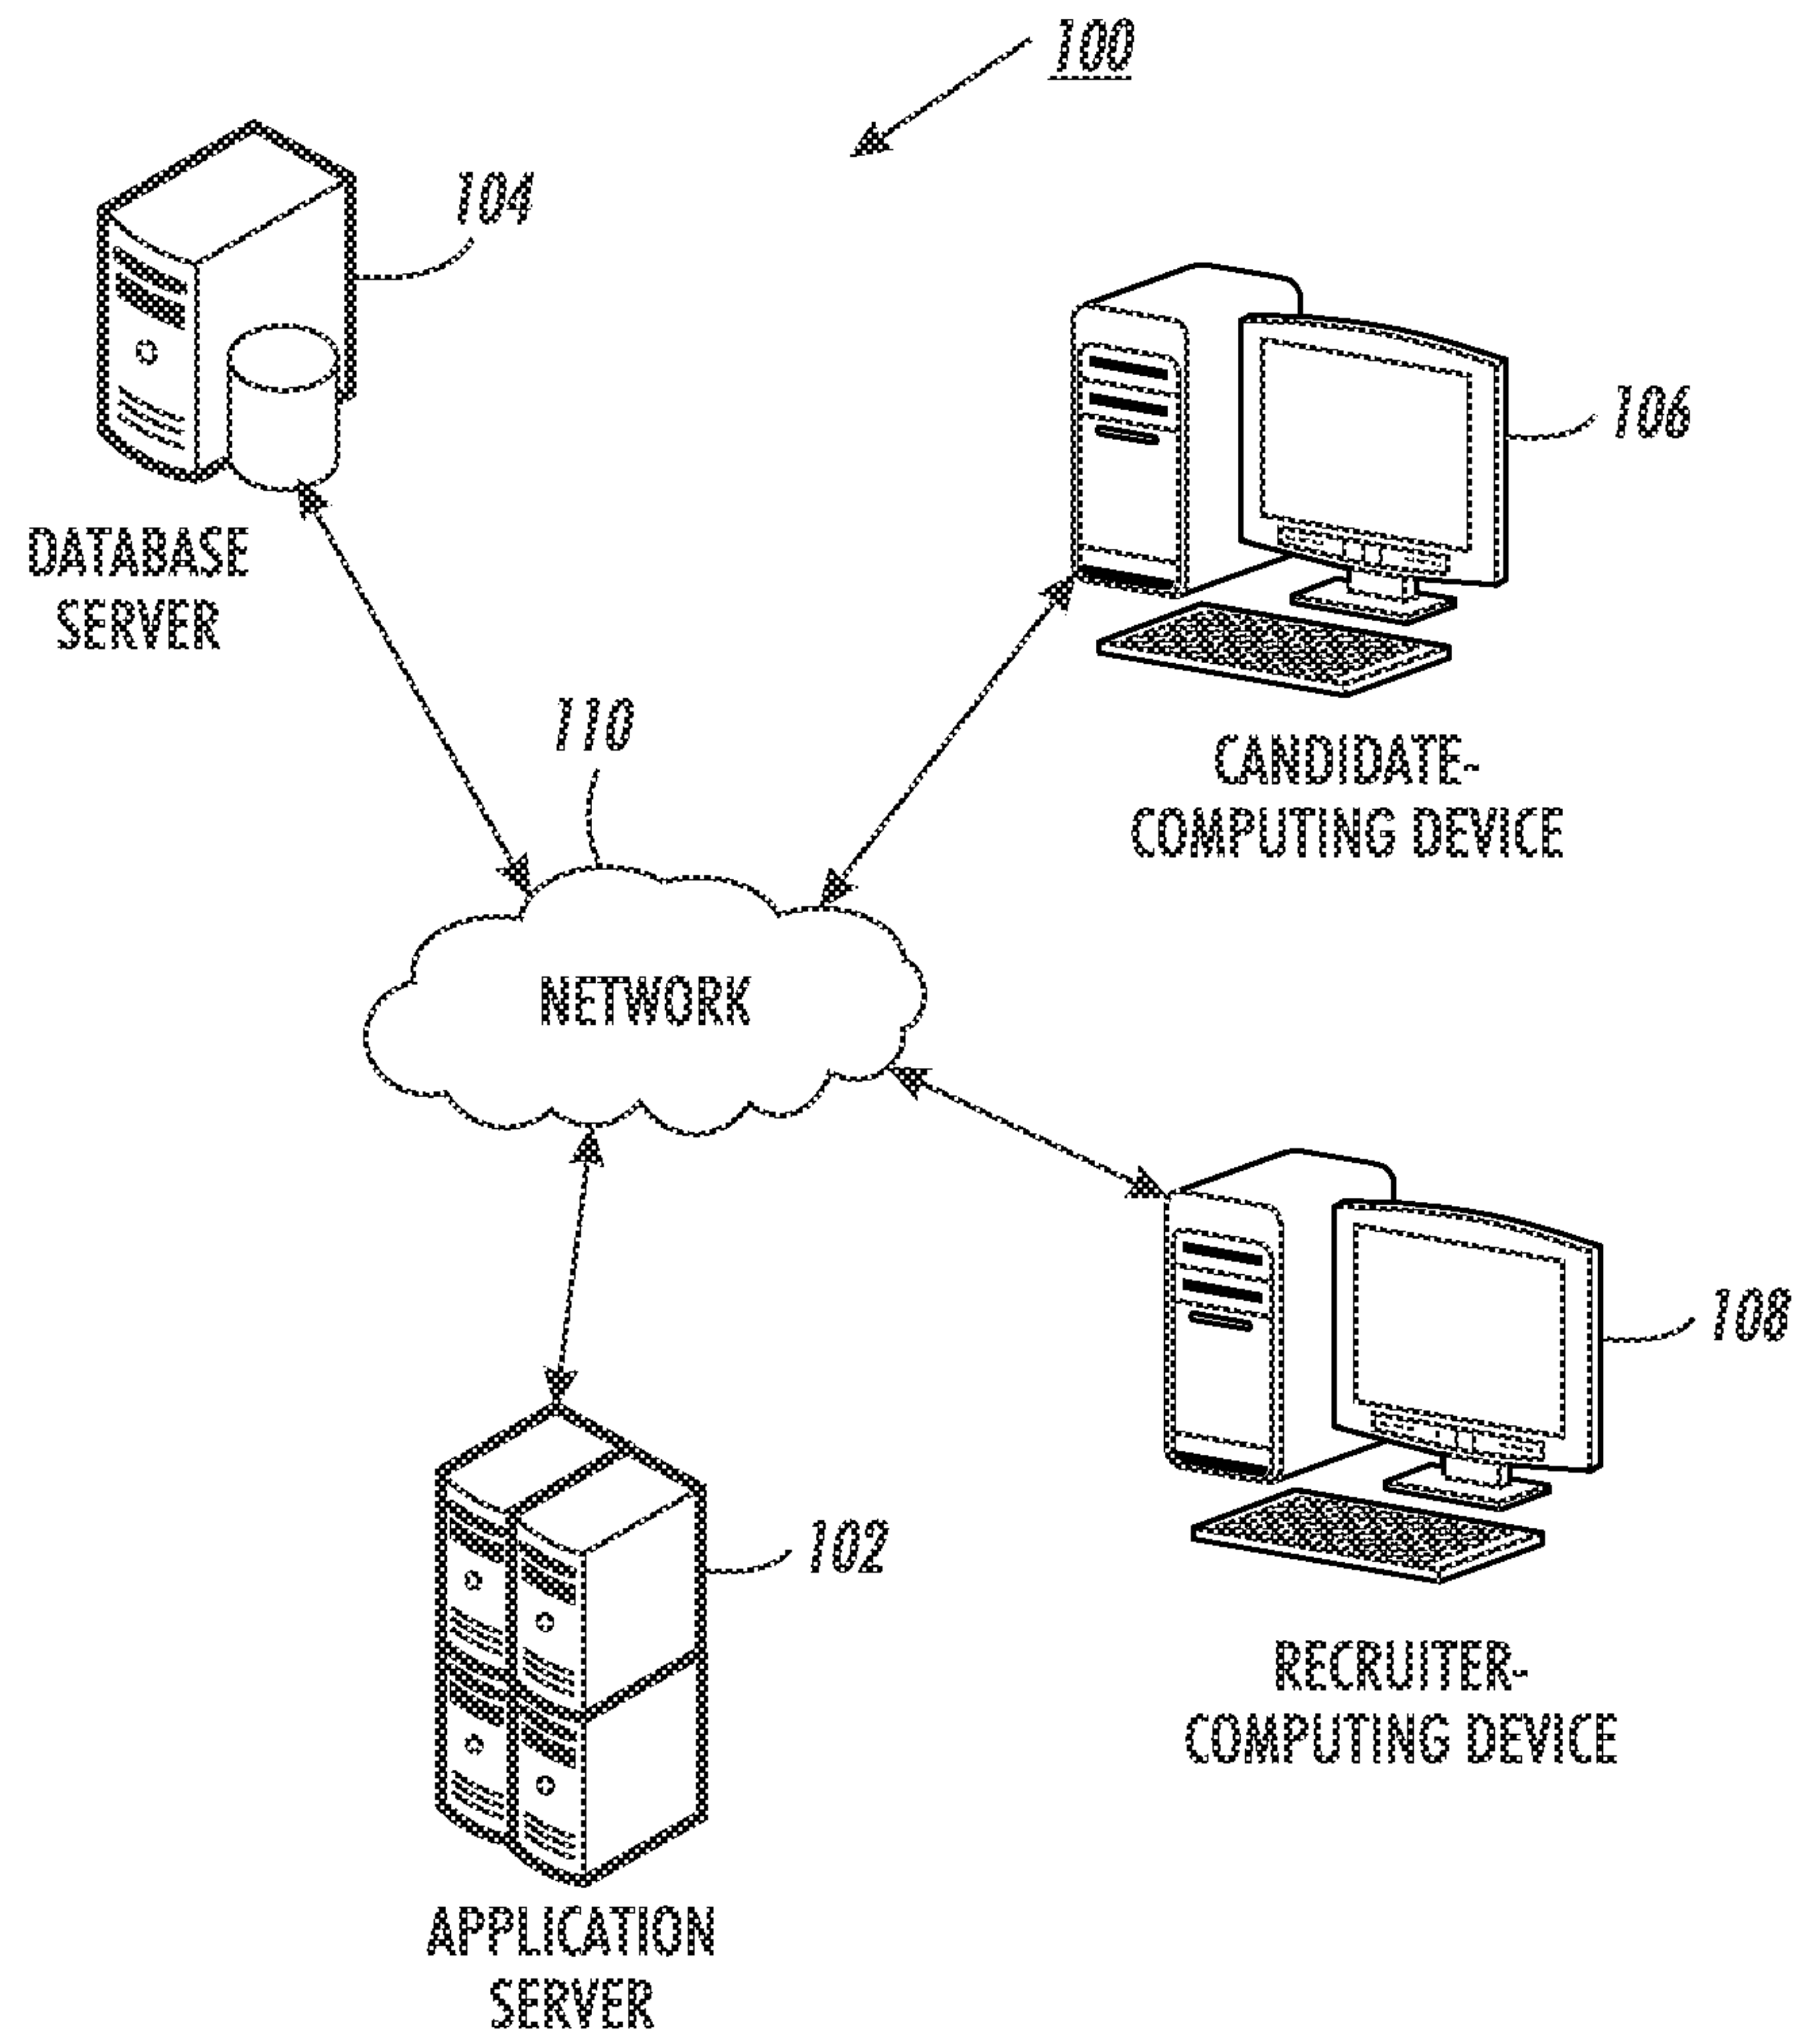 100
104
DATABASE
SERVER
106
CANDIDATE-
COMPUTING DEVICE
110
NETWORK
108
RECRUITER-
COMPUTING DEVICE
102
APPLICATION
SERVER